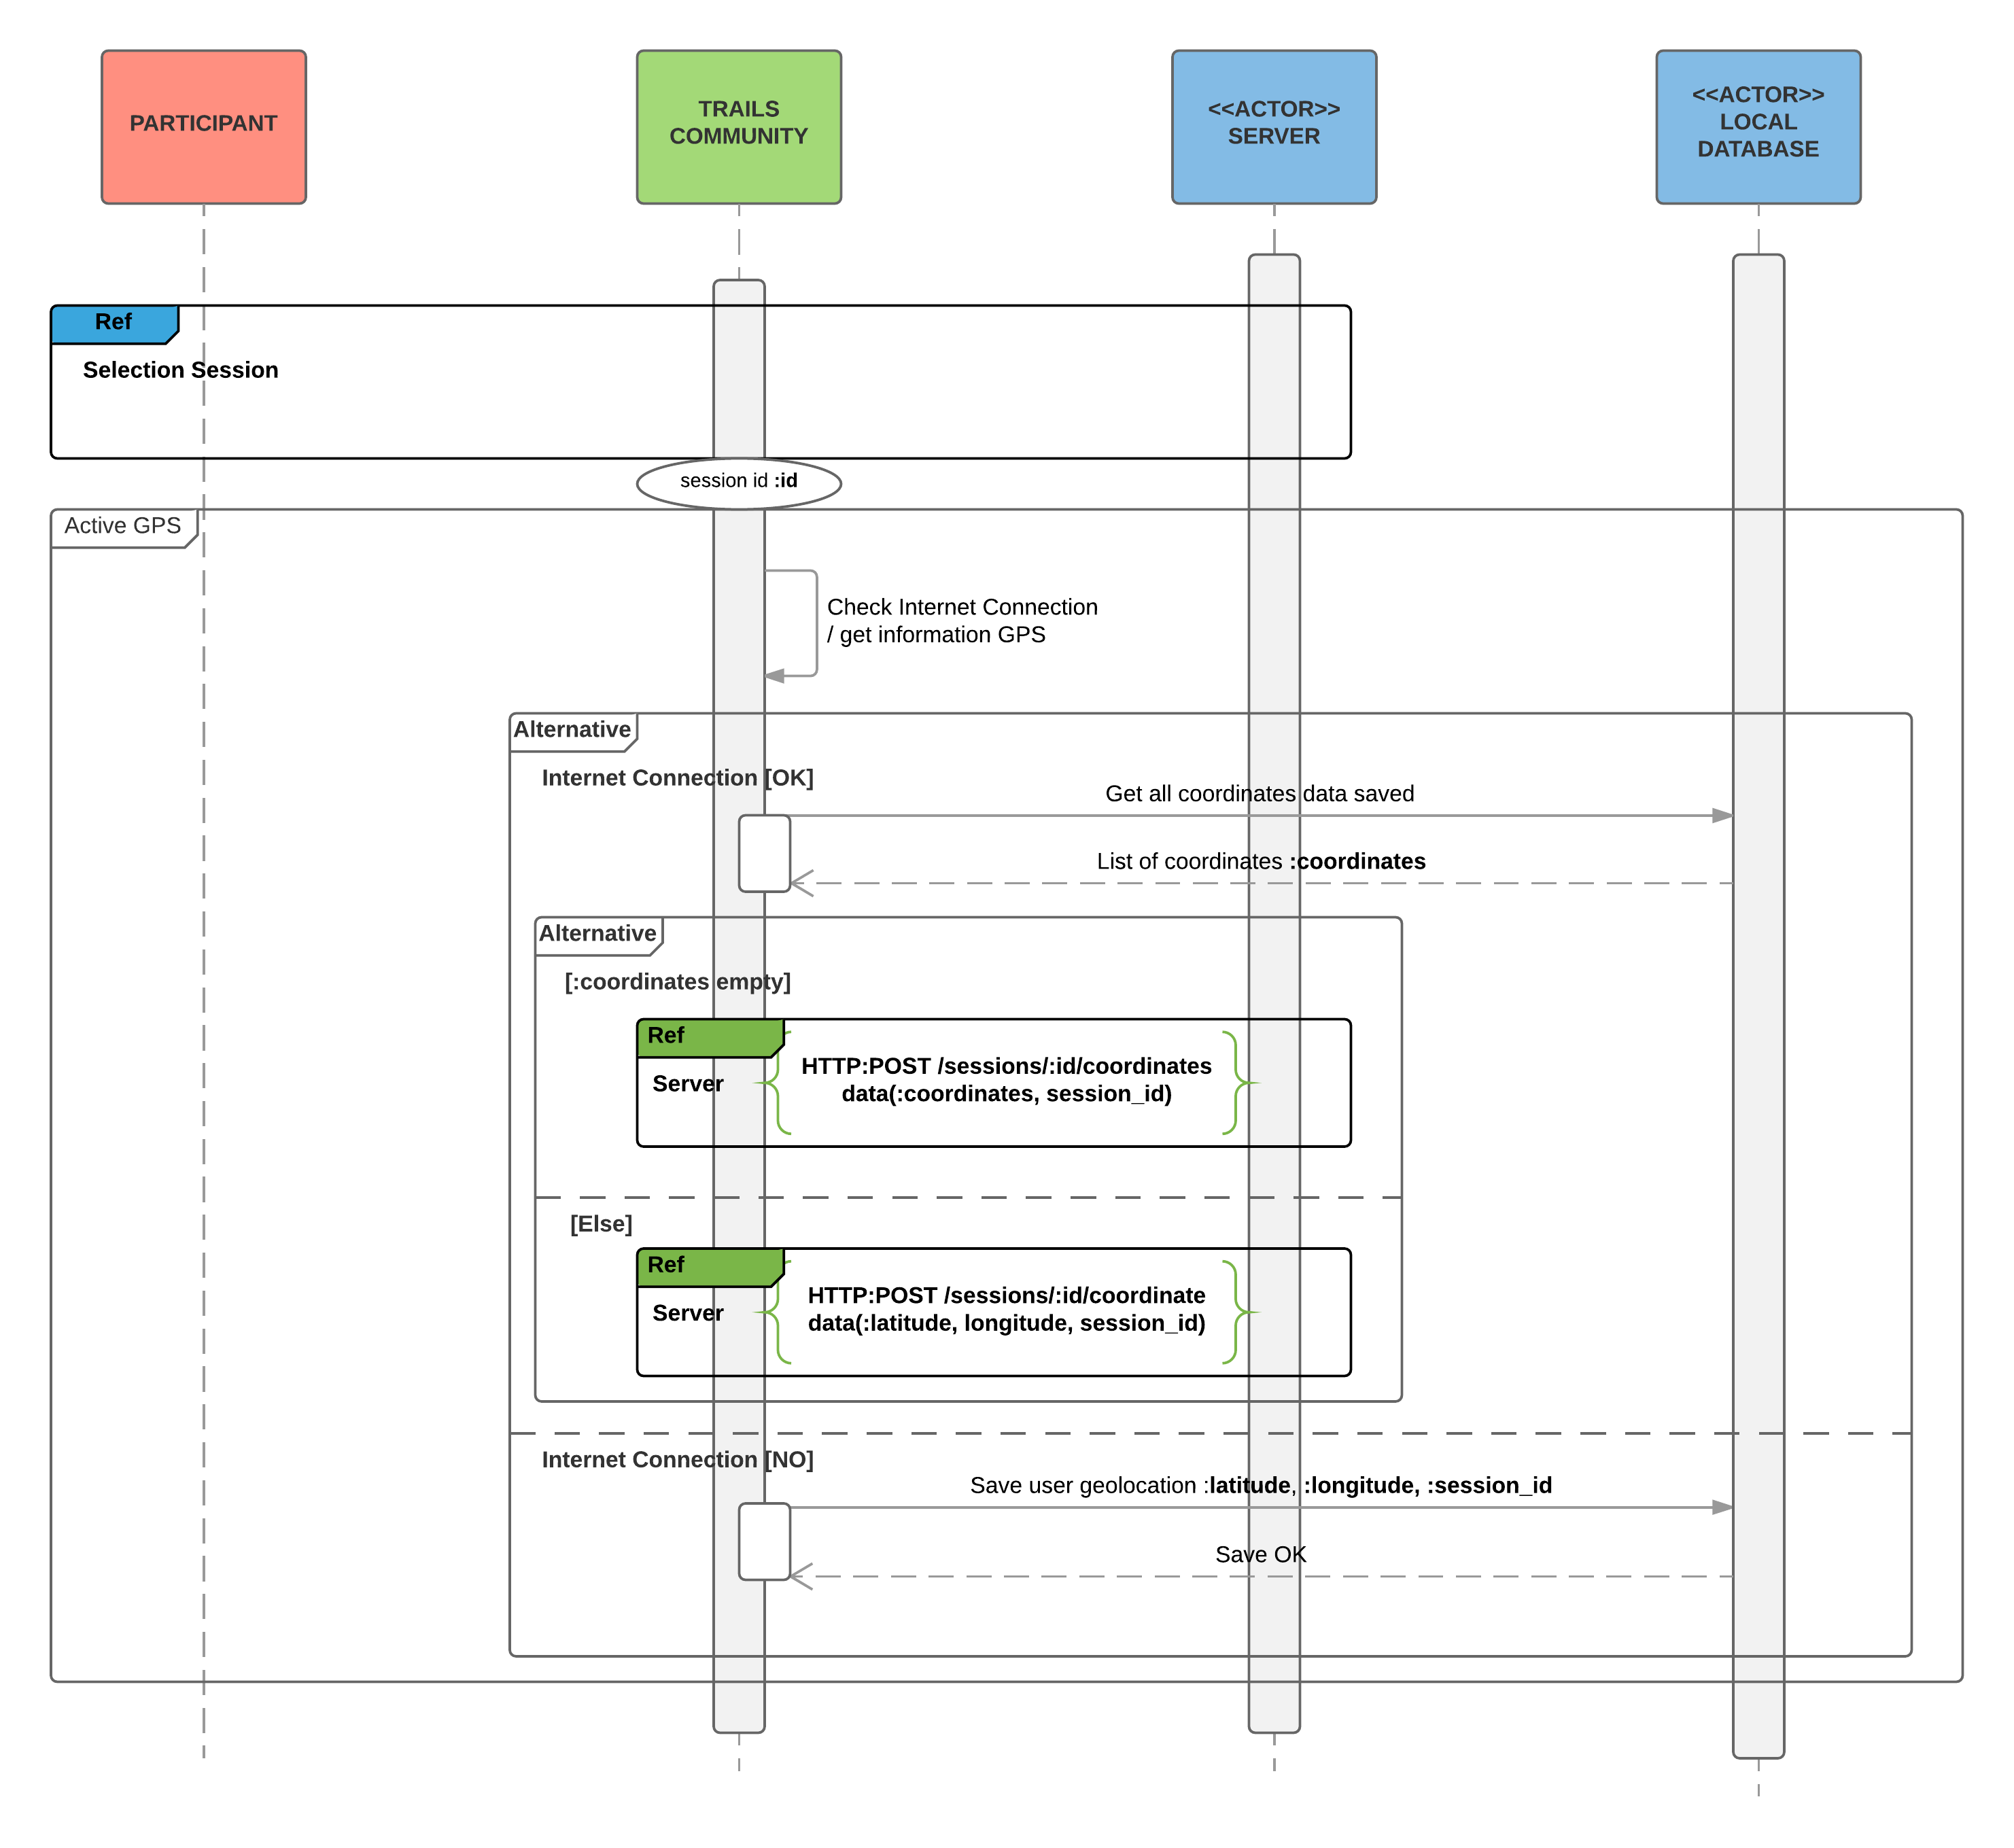 PARTICIPANT
TRAILS
COMMUNITY
<<ACTOR>>
SERVER
<<ACTOR>>
LOCAL
DATABASE
Ref
Selection Session
session id :id
Active GPS
Check Internet Connection
/ get information GPS
Alternative
Internet Connection [OK]
Get all coordinates data saved
List of coordinates :coordinates
Alternative
[:coordinates empty]
Ref
Server
HTTP:POST /sessions/:id/coordinates
data(:coordinates, session_id)
[Else]
Ref
Server
HTTP:POST /sessions/:id/coordinate
data(:latitude, longitude, session_id)
Internet Connection [NO]
Save user geolocation :latitude, :longitude, :session_id
Save OK